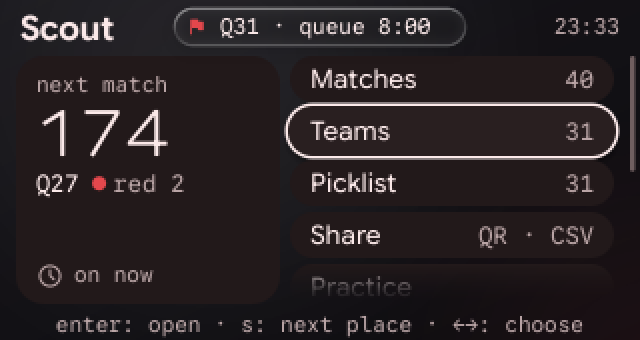 Scout
Q31 · queue 8:00
23:33
next match
174
Q27 red 2
on now
Matches 40
Teams 31
Picklist 31
Share QR · CSV
Practice
enter: open · s: next place · ↔: choose